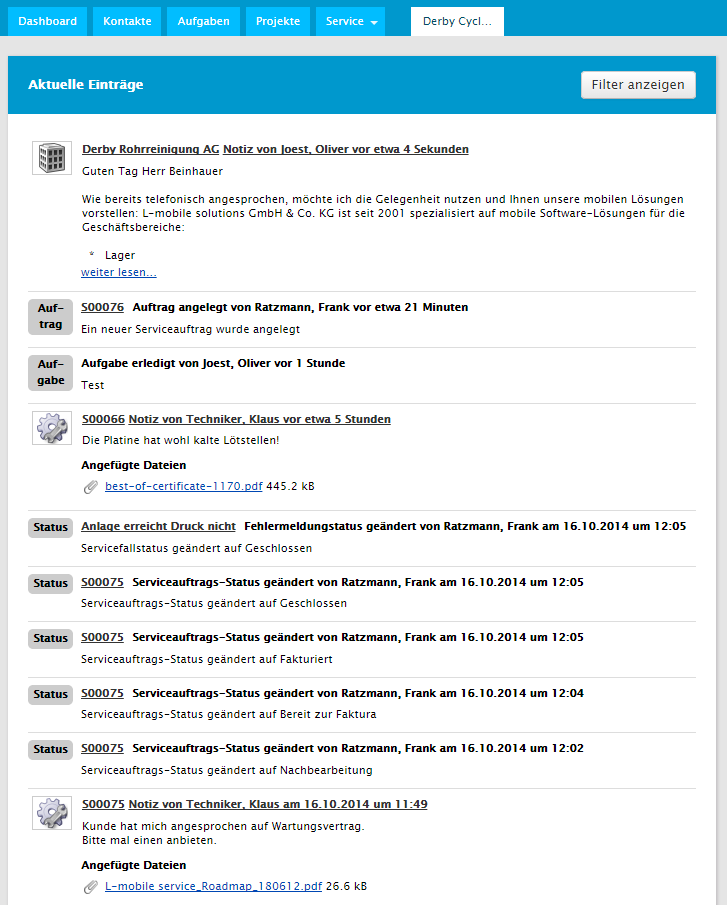 Dashboard Kontakte Aufgaben Projekte Service Derby Cycl...
Aktuelle Einträge Filter anzeigen
Derby Rohrreinigung AG Notiz von Joest, Oliver vor etwa 4 Sekunden
Guten Tag Herr Beinhauer
Wie bereits telefonisch angesprochen, möchte ich die Gelegenheit nutzen und Ihnen unsere mobilen Lösungen
vorstellen: L-mobile solutions GmbH & Co. KG ist seit 2001 spezialisiert auf mobile Software-Lösungen für die
Geschäftsbereiche:
* Lager
weiter lesen...
Auf-
trag
S00076 Auftrag angelegt von Ratzmann, Frank vor etwa 21 Minuten
Ein neuer Serviceauftrag wurde angelegt
Auf-
gabe
Aufgabe erledigt von Joest, Oliver vor 1 Stunde
Test
S00066 Notiz von Techniker, Klaus vor etwa 5 Stunden
Die Platine hat wohl kalte Lötstellen!
Angefügte Dateien
best-of-certificate-1170.pdf 445.2 kB
Status Anlage erreicht Druck nicht Fehlermeldungstatus geändert von Ratzmann, Frank am 16.10.2014 um 12:05
Servicefallstatus geändert auf Geschlossen
Status S00075 Serviceauftrags-Status geändert von Ratzmann, Frank am 16.10.2014 um 12:05
Serviceauftrags-Status geändert auf Geschlossen
Status S00075 Serviceauftrags-Status geändert von Ratzmann, Frank am 16.10.2014 um 12:05
Serviceauftrags-Status geändert auf Fakturiert
Status S00075 Serviceauftrags-Status geändert von Ratzmann, Frank am 16.10.2014 um 12:04
Serviceauftrags-Status geändert auf Bereit zur Faktura
Status S00075 Serviceauftrags-Status geändert von Ratzmann, Frank am 16.10.2014 um 12:02
Serviceauftrags-Status geändert auf Nachbearbeitung
S00075 Notiz von Techniker, Klaus am 16.10.2014 um 11:49
Kunde hat mich angesprochen auf Wartungsvertrag.
Bitte mal einen anbieten.
Angefügte Dateien
L-mobile service_Roadmap_180612.pdf 26.6 kB